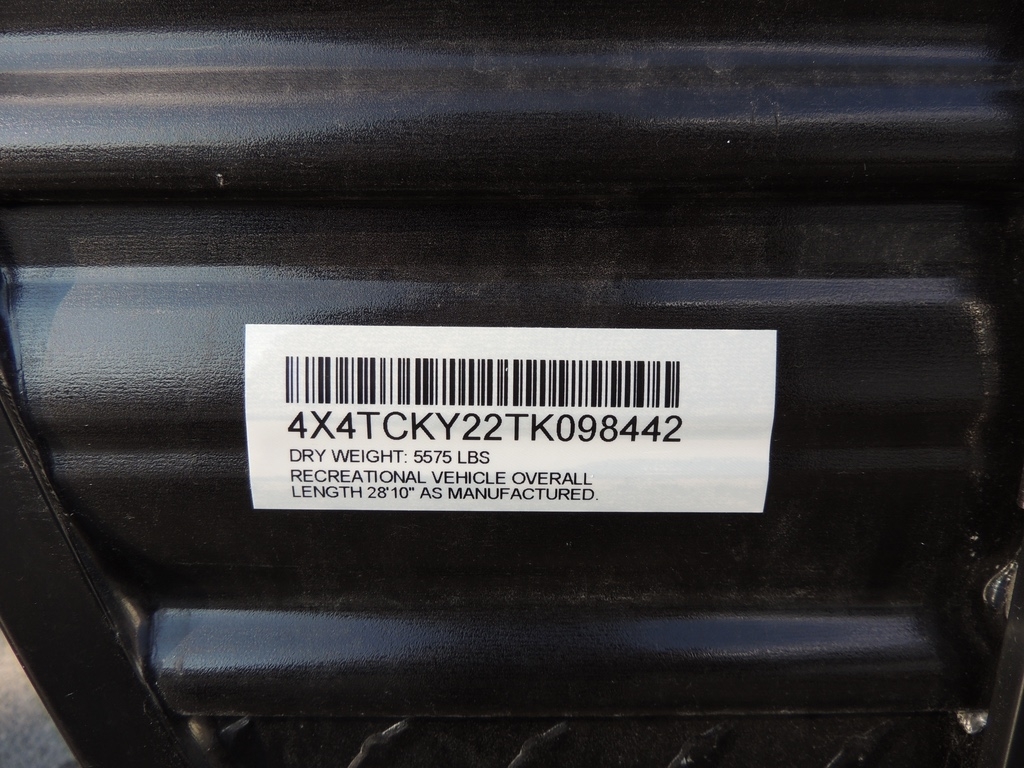 4X4TCKY22TK098442
DRY WEIGHT: 5575 LBS
RECREATIONAL VEHICLE OVERALL
LENGTH 28'10" AS MANUFACTURED.